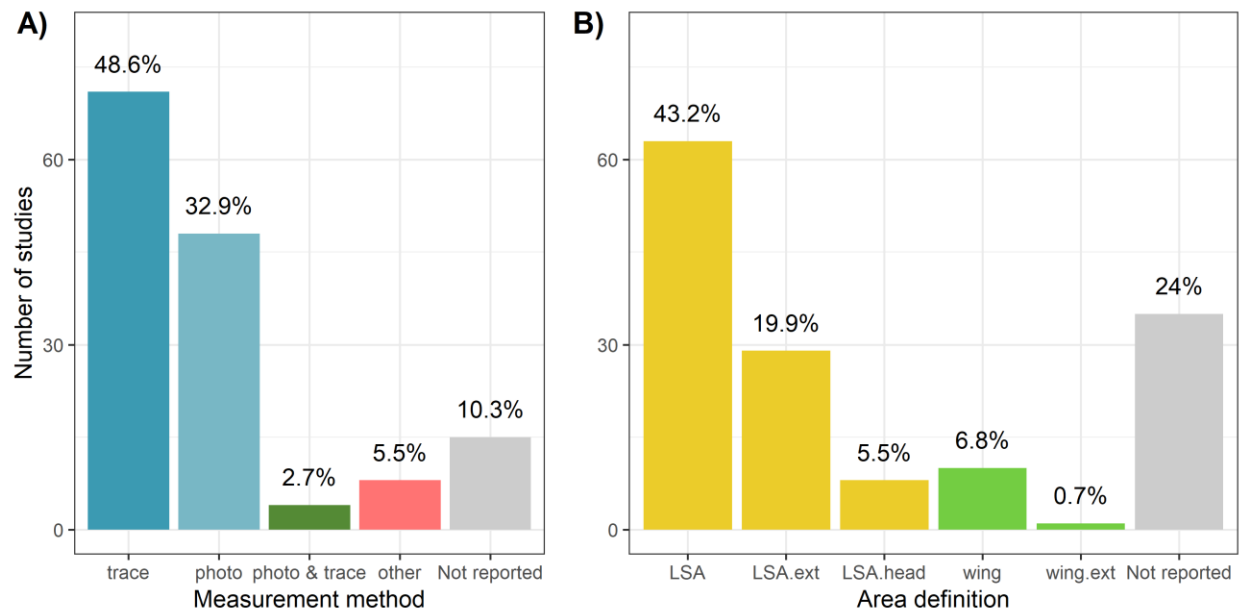 A)
48.6%
32.9%
2.7%
5.5%
10.3%
60
30
0
Number of studies
trace photo photo & trace other Not reported
Measurement method
B)
43.2%
19.9%
5.5%
6.8%
0.7%
24%
60
30
0
LSA LSA.ext LSA.head wing wing.ext Not reported
Area definition